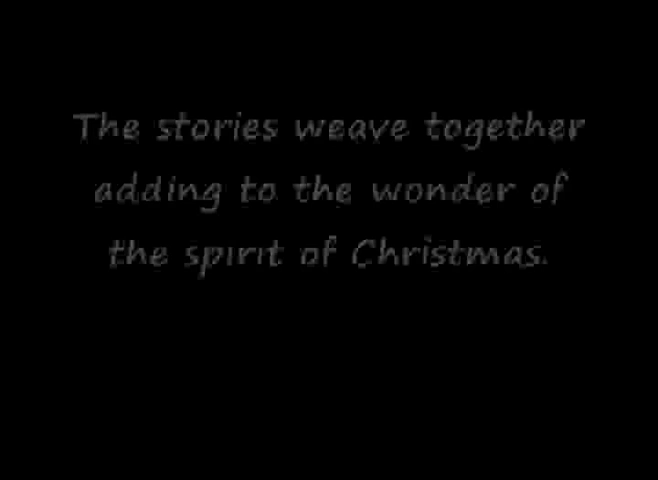 The stories weave together
adding to the wonder of
the spirit of Christmas.